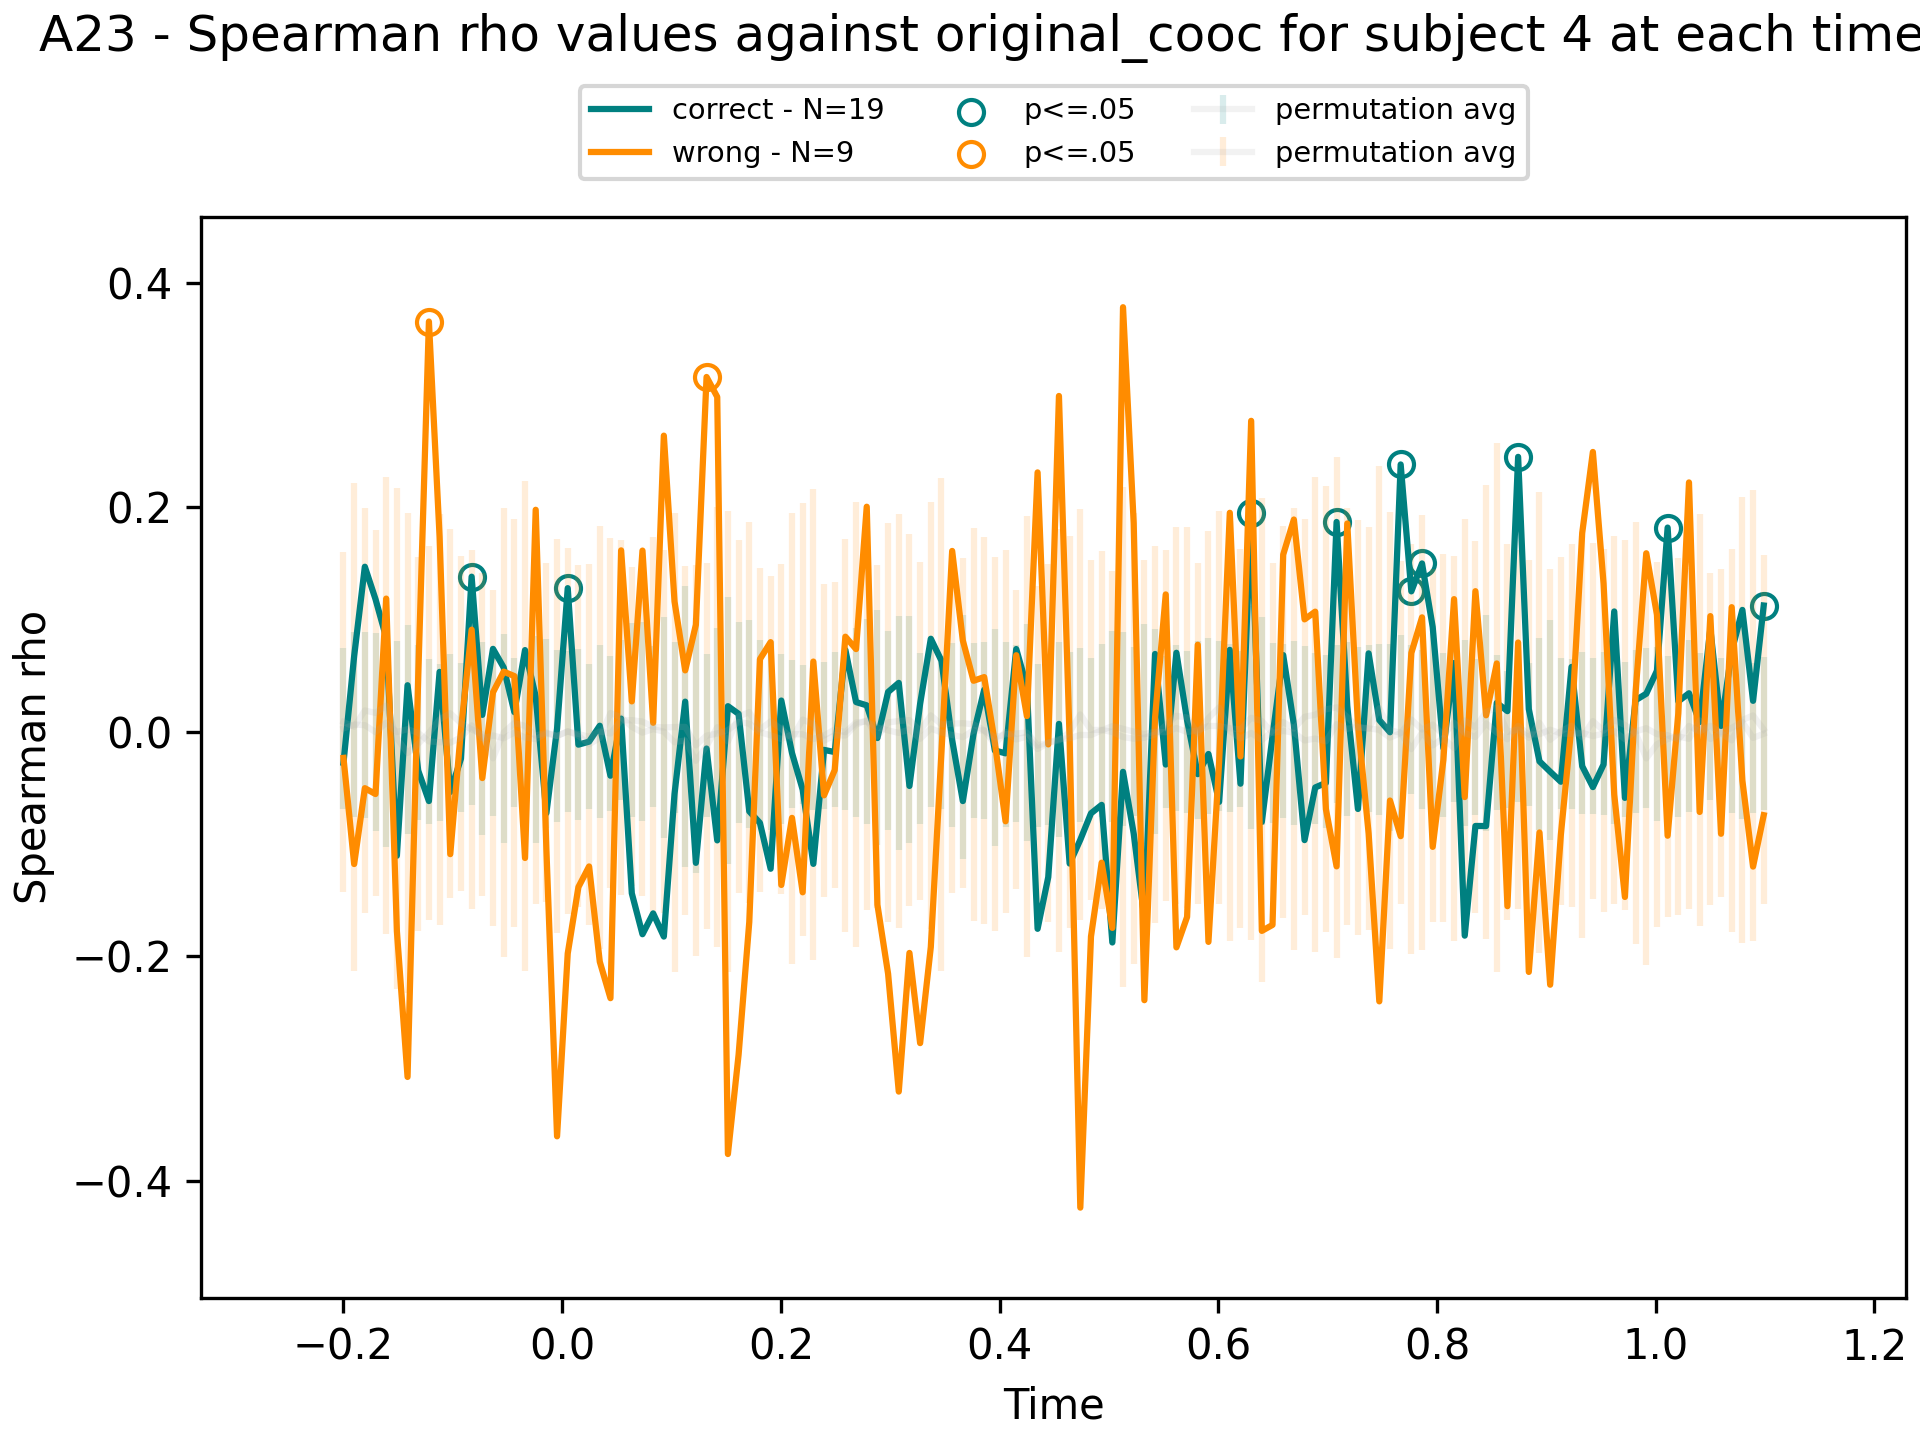 A23 - Spearman rho values against original_cooc for subject 4 at each time
correct - N=19
wrong - N=9
p<=.05
p<=.05
permutation avg
permutation avg
Spearman rho
0.4
0.2
0.0
−0.2
−0.4
−0.2
0.0
0.2
0.4
0.6
0.8
1.0
1.2
Time